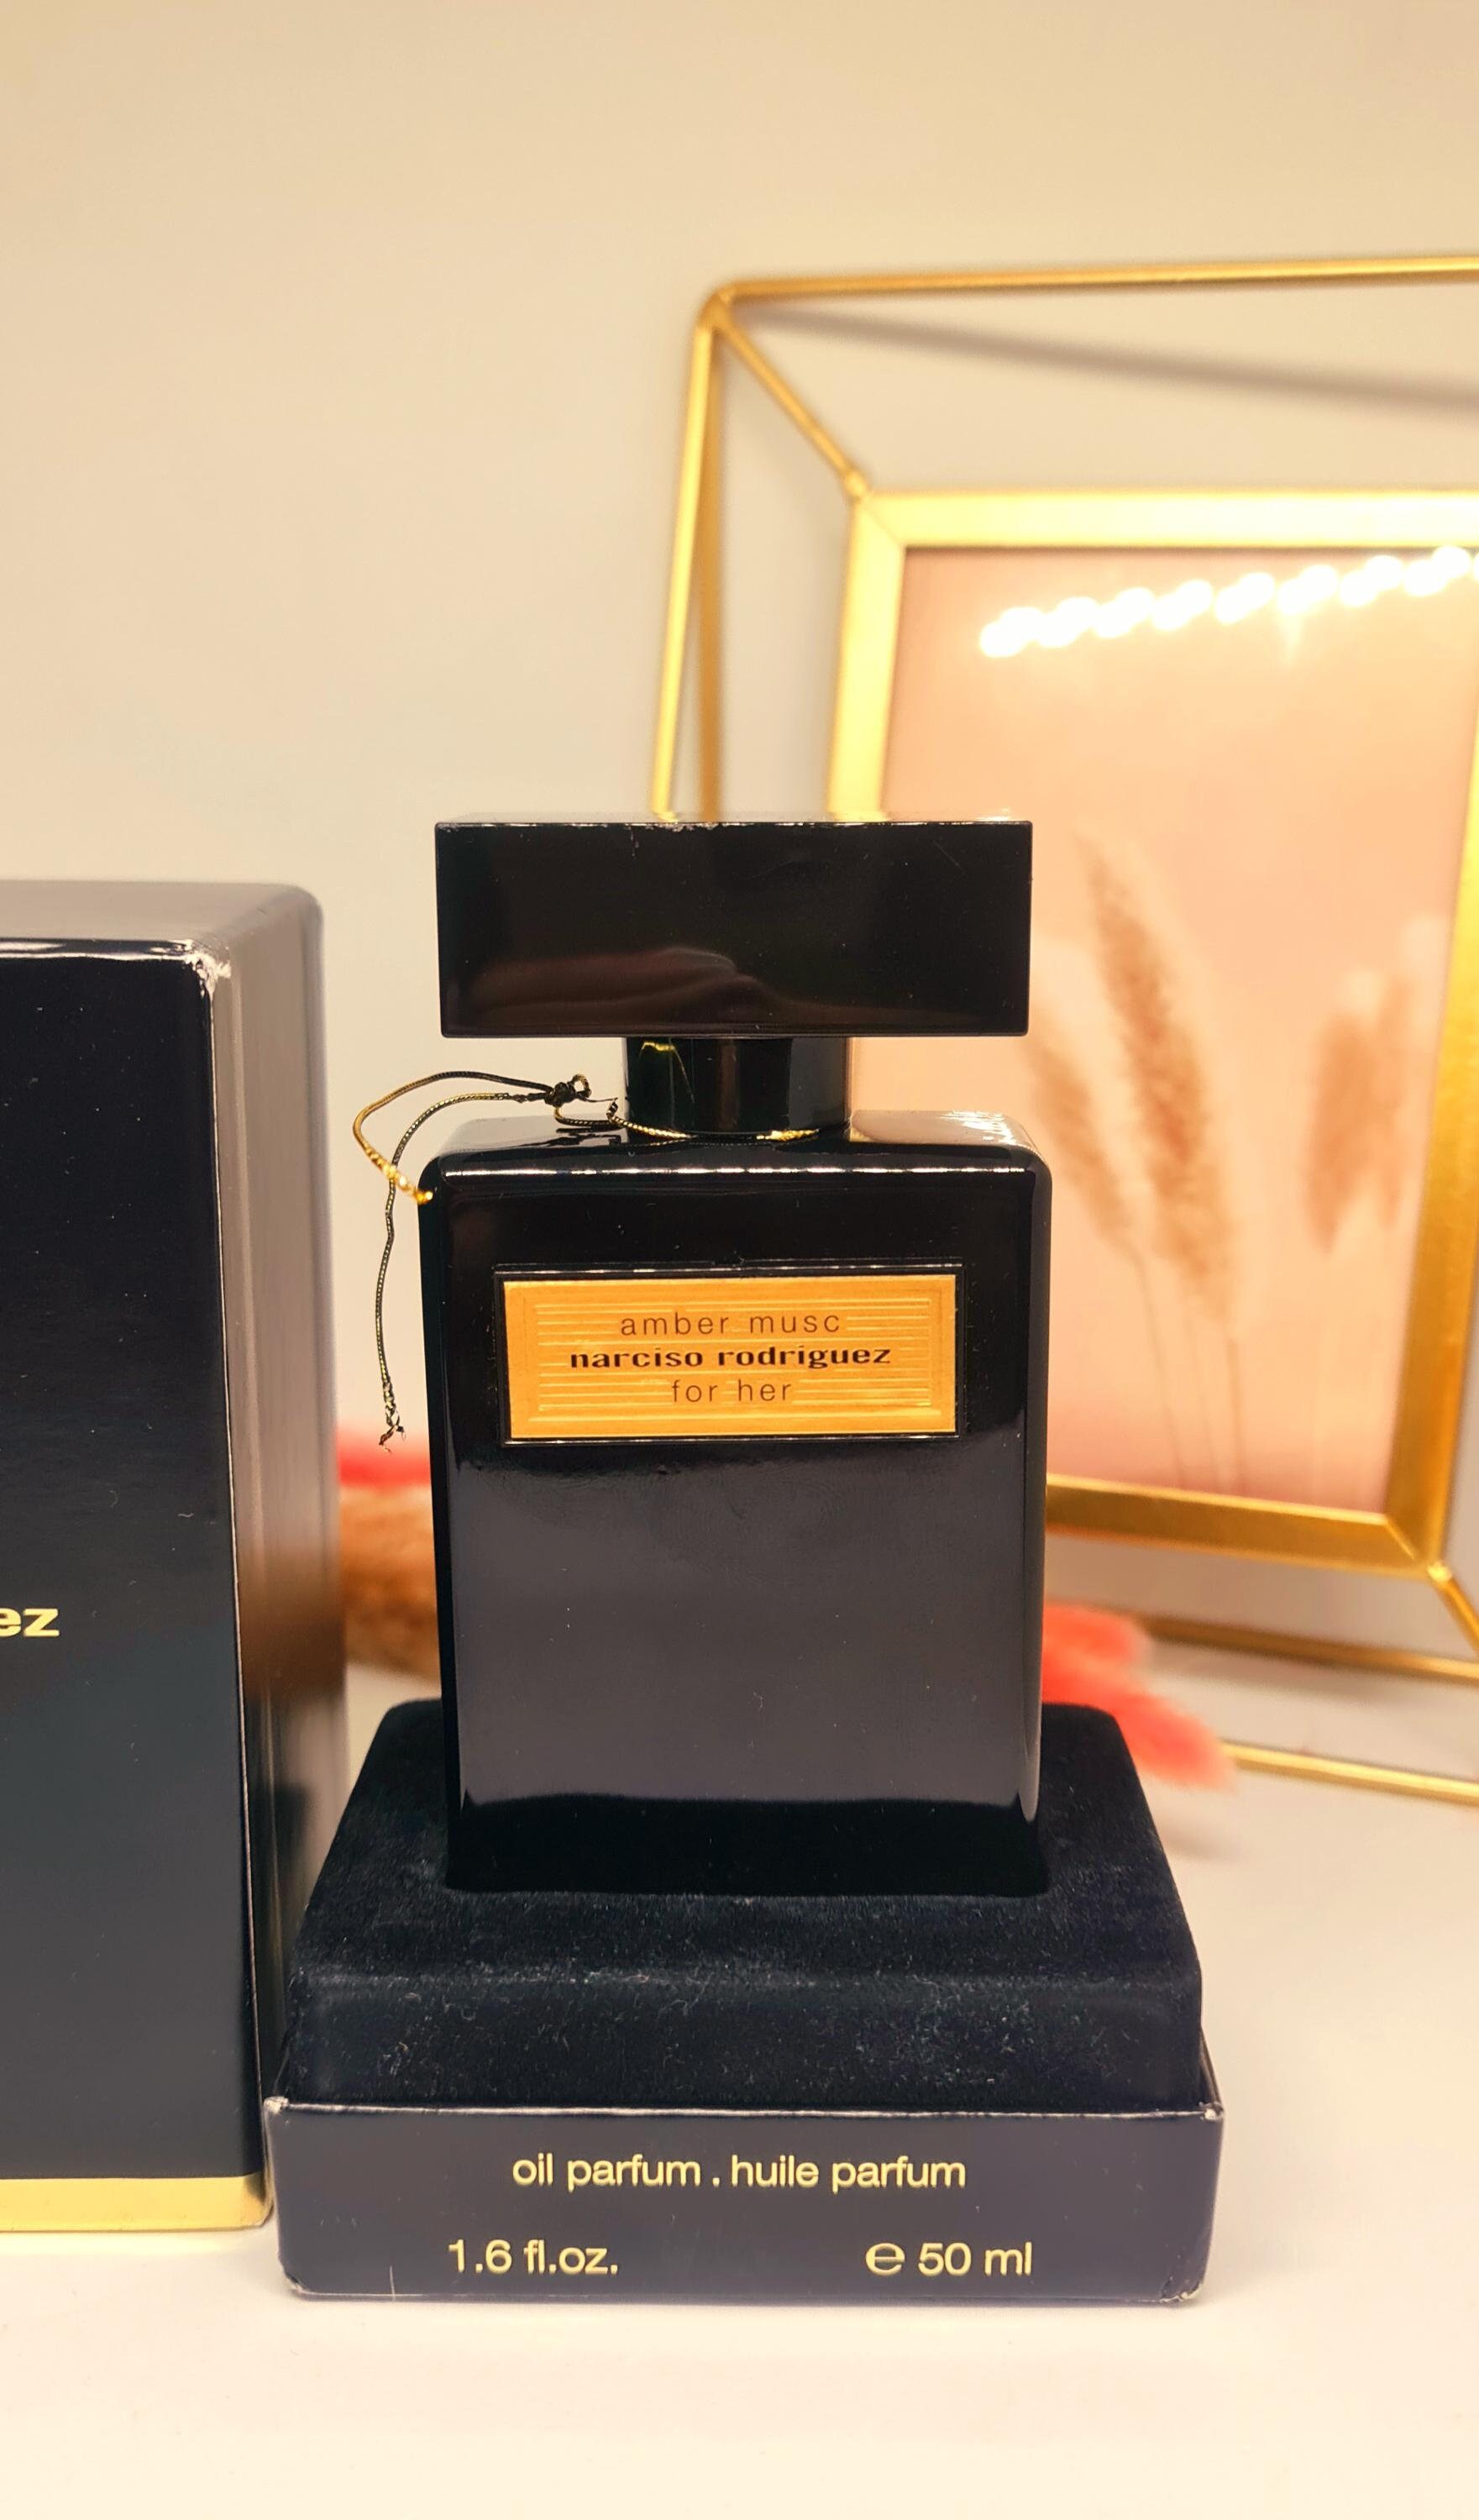 amber musc
narciso rodriguez
for her
ez
oil parfum . huile parfum
1.6 fl.oz. ℮ 50 ml